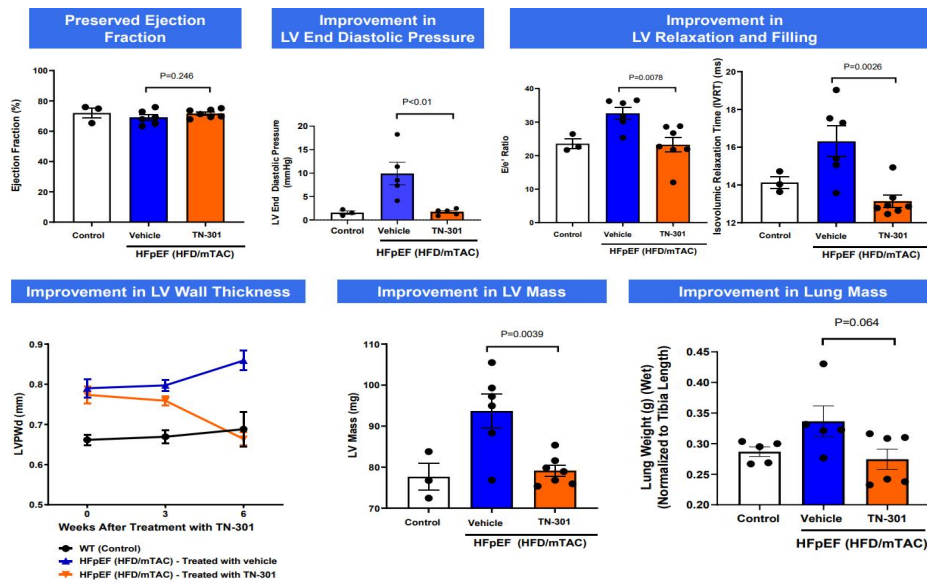 Preserved Ejection
Fraction
Improvement in
LV End Diastolic Pressure
Improvement in
LV Relaxation and Filling
Ejection Fraction (%)
100
80
60
40
20
0
P=0.246
Control
Vehicle
TN-301
HFpEF (HFD/mTAC)
LV End Diastolic Pressure
(mmHg)
30
20
10
0
P<0.01
Control
Vehicle
TN-301
HFpEF (HFD/mTAC)
E/e' Ratio
40
30
20
10
0
P=0.0078
Control
Vehicle
TN-301
HFpEF (HFD/mTAC)
Isovolumic Relaxation Time (IVRT) (ms)
20
18
16
14
12
P=0.0026
Control
Vehicle
TN-301
HFpEF (HFD/mTAC)
Improvement in LV Wall Thickness
Improvement in LV Mass
Improvement in Lung Mass
LVPWd (mm)
0.9
0.8
0.7
0.6
0.5
0
3
6
Weeks After Treatment with TN-301
WT (Control)
HFpEF (HFD/mTAC) - Treated with vehicle
HFpEF (HFD/mTAC) - Treated with TN-301
LV Mass (mg)
110
100
90
80
70
P=0.0039
Control
Vehicle
TN-301
HFpEF (HFD/mTAC)
Lung Weight (g) (Wet)
(Normalized to Tibia Length)
0.45
0.40
0.35
0.30
0.25
0.20
P=0.064
Control
Vehicle
TN-301
HFpEF (HFD/mTAC)